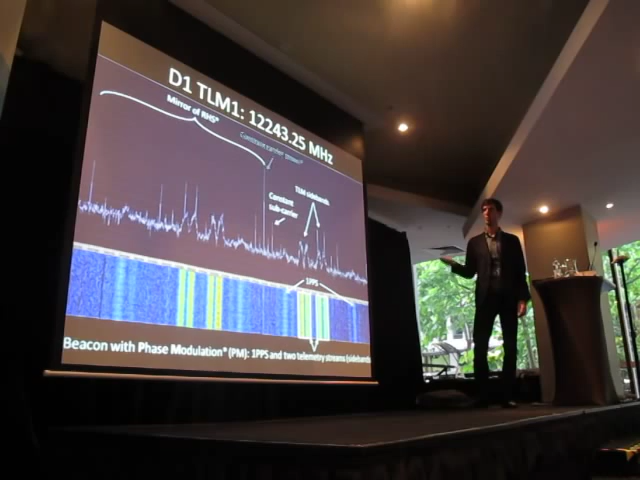 D1 TLM1: 12243.25 MHz
Mirror of RHS*
Constant carrier stream*
TLM sidebands
Constant
sub-carrier
1PPS
Beacon with Phase Modulation* (PM): 1PPS and two telemetry streams (sidebands